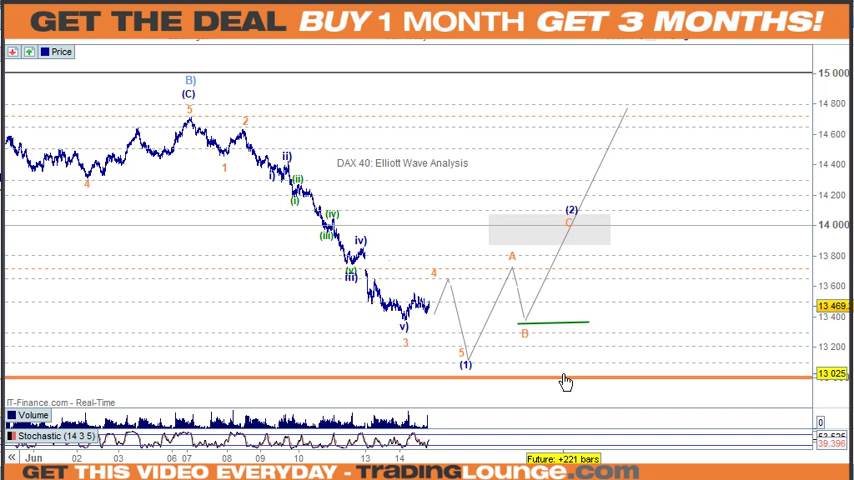 GET THE DEAL BUY 1 MONTH GET 3 MONTHS!
Price
15 000
B)
(C)
5
14 800
2
14 600
ii)
DAX 40: Elliott Wave Analysis
14 400
4
1
i)
(ii)
14 200
(i)
(iv)
(2)
C
14 000
(iii)
iv)
A
13 800
(v)
iii)
4
13 469.
13 400
v)
B
3
13 200
5
(1)
13 025
IT-Finance.com - Real-Time
Volume
0
Stochastic (14 3 5)
39.396
« Jun 02 03 06 07 08 09 10 13 14
Future: +221 bars
GET THIS VIDEO EVERYDAY - TradingLounge.com